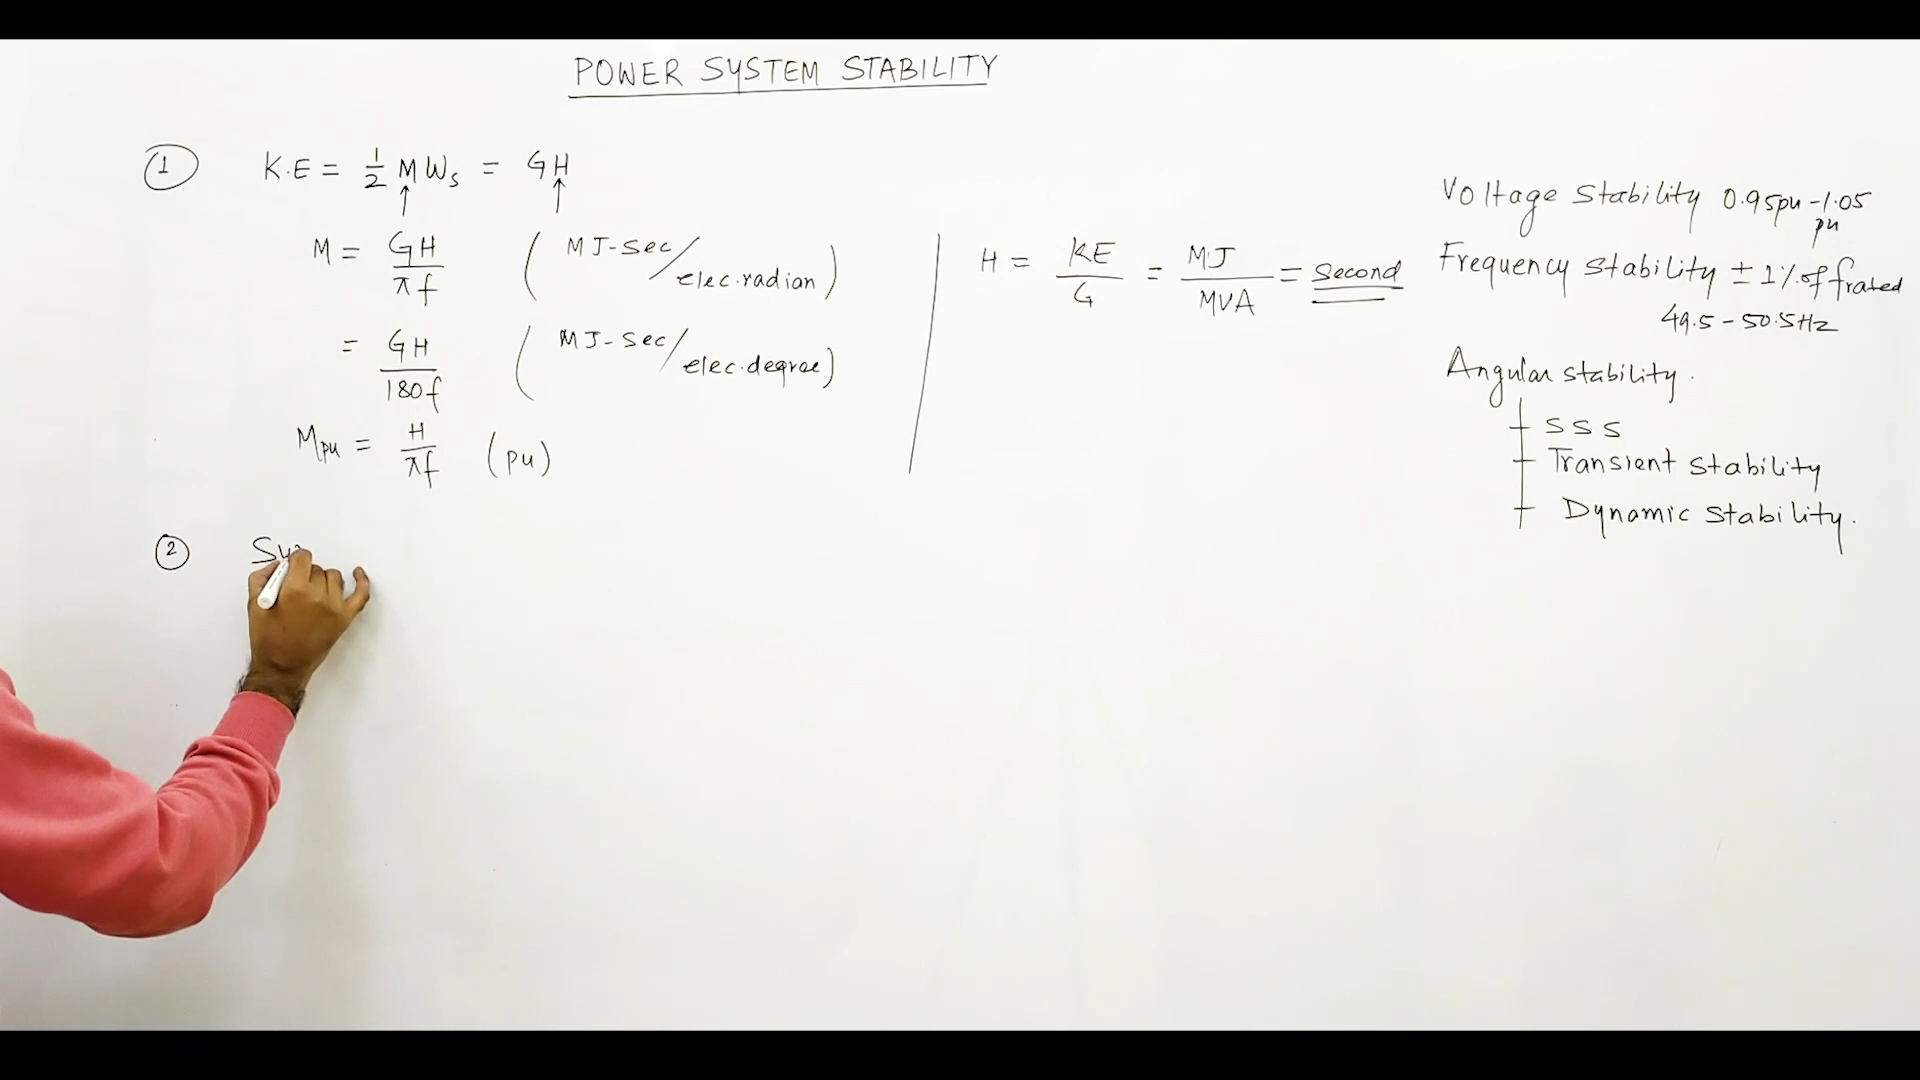 POWER SYSTEM STABILITY
① K.E = 1/2 M Ws = GH
↑ ↑
M = GH/πf (MJ-Sec/elec.radian)
= GH/180f (MJ-Sec/elec.degree)
Mpu = H/πf (pu)
H = KE/G = MJ/MVA = second
Voltage Stability 0.95pu-1.05
pu
Frequency Stability ± 1% of frated
49.5-50.5Hz
Angular stability.
SSS
Transient Stability
Dynamic Stability.
②